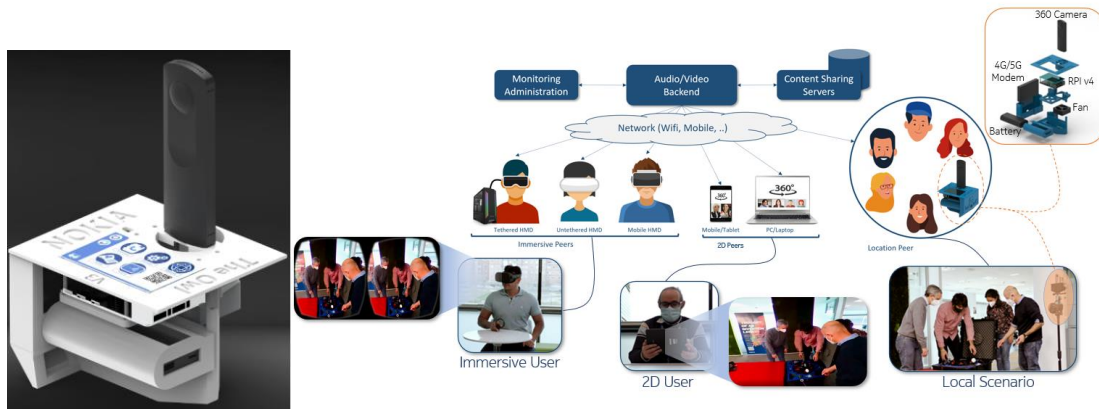 NOKIA
The OWL
V3
Monitoring
Administration
Audio/Video
Backend
Content Sharing
Servers
Network (Wifi, Mobile, ..)
360°
360°
Tethered HMD
Untethered HMD
Mobile HMD
Mobile/Tablet
PC/Laptop
Immersive Peers
2D Peers
Location Peer
360 Camera
4G/5G
Modem
RPI v4
Fan
Battery
Immersive User
2D User
Local Scenario